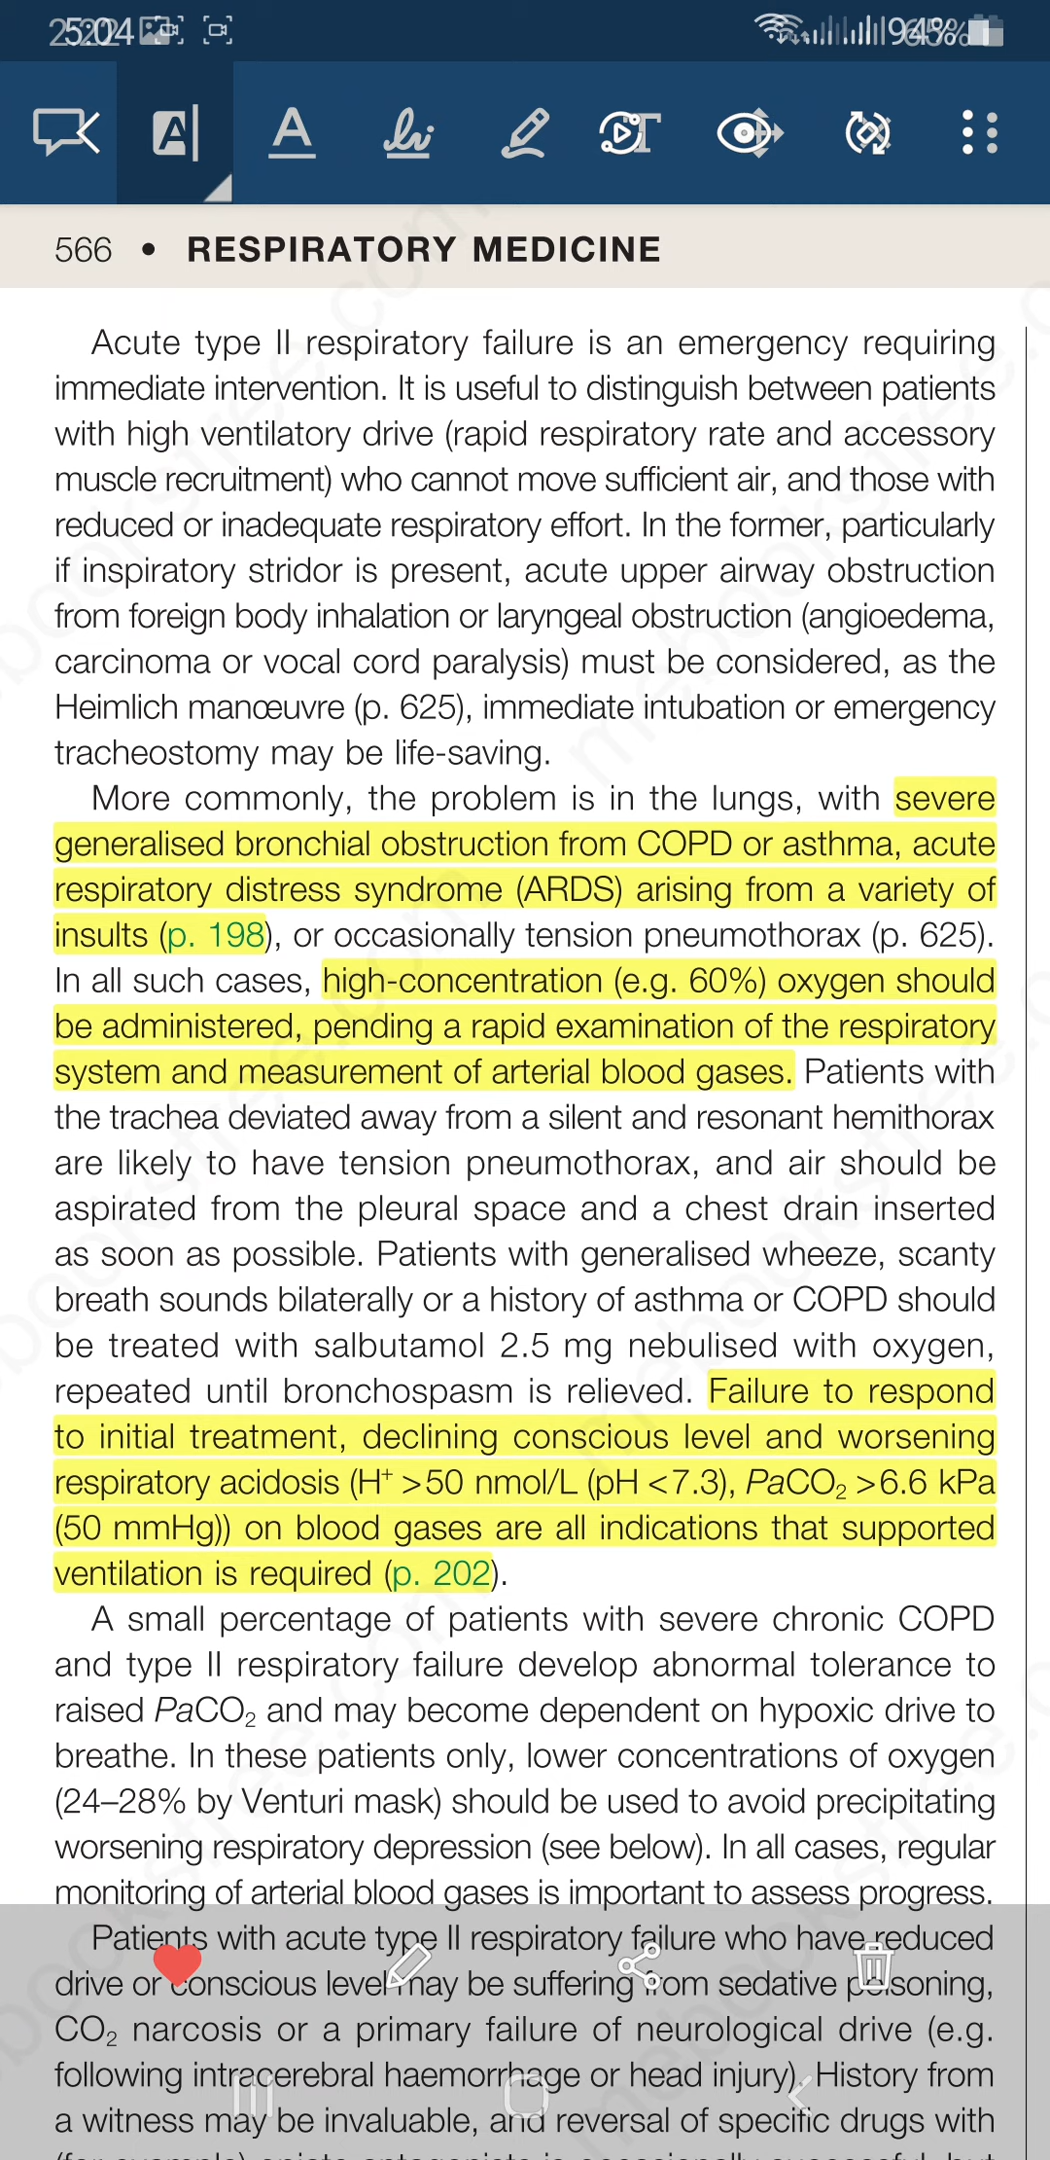 566 • RESPIRATORY MEDICINE
Acute type II respiratory failure is an emergency requiring
immediate intervention. It is useful to distinguish between patients
with high ventilatory drive (rapid respiratory rate and accessory
muscle recruitment) who cannot move sufficient air, and those with
reduced or inadequate respiratory effort. In the former, particularly
if inspiratory stridor is present, acute upper airway obstruction
from foreign body inhalation or laryngeal obstruction (angioedema,
carcinoma or vocal cord paralysis) must be considered, as the
Heimlich manœuvre (p. 625), immediate intubation or emergency
tracheostomy may be life-saving.
More commonly, the problem is in the lungs, with severe
generalised bronchial obstruction from COPD or asthma, acute
respiratory distress syndrome (ARDS) arising from a variety of
insults (p. 198), or occasionally tension pneumothorax (p. 625).
In all such cases, high-concentration (e.g. 60%) oxygen should
be administered, pending a rapid examination of the respiratory
system and measurement of arterial blood gases. Patients with
the trachea deviated away from a silent and resonant hemithorax
are likely to have tension pneumothorax, and air should be
aspirated from the pleural space and a chest drain inserted
as soon as possible. Patients with generalised wheeze, scanty
breath sounds bilaterally or a history of asthma or COPD should
be treated with salbutamol 2.5 mg nebulised with oxygen,
repeated until bronchospasm is relieved. Failure to respond
to initial treatment, declining conscious level and worsening
respiratory acidosis (H⁺ >50 nmol/L (pH <7.3), PaCO₂ >6.6 kPa
(50 mmHg)) on blood gases are all indications that supported
ventilation is required (p. 202).
A small percentage of patients with severe chronic COPD
and type II respiratory failure develop abnormal tolerance to
raised PaCO₂ and may become dependent on hypoxic drive to
breathe. In these patients only, lower concentrations of oxygen
(24–28% by Venturi mask) should be used to avoid precipitating
worsening respiratory depression (see below). In all cases, regular
monitoring of arterial blood gases is important to assess progress.
Patients with acute type II respiratory failure who have reduced
drive or conscious level may be suffering from sedative poisoning,
CO₂ narcosis or a primary failure of neurological drive (e.g.
following intracerebral haemorrhage or head injury). History from
a witness may be invaluable, and reversal of specific drugs with